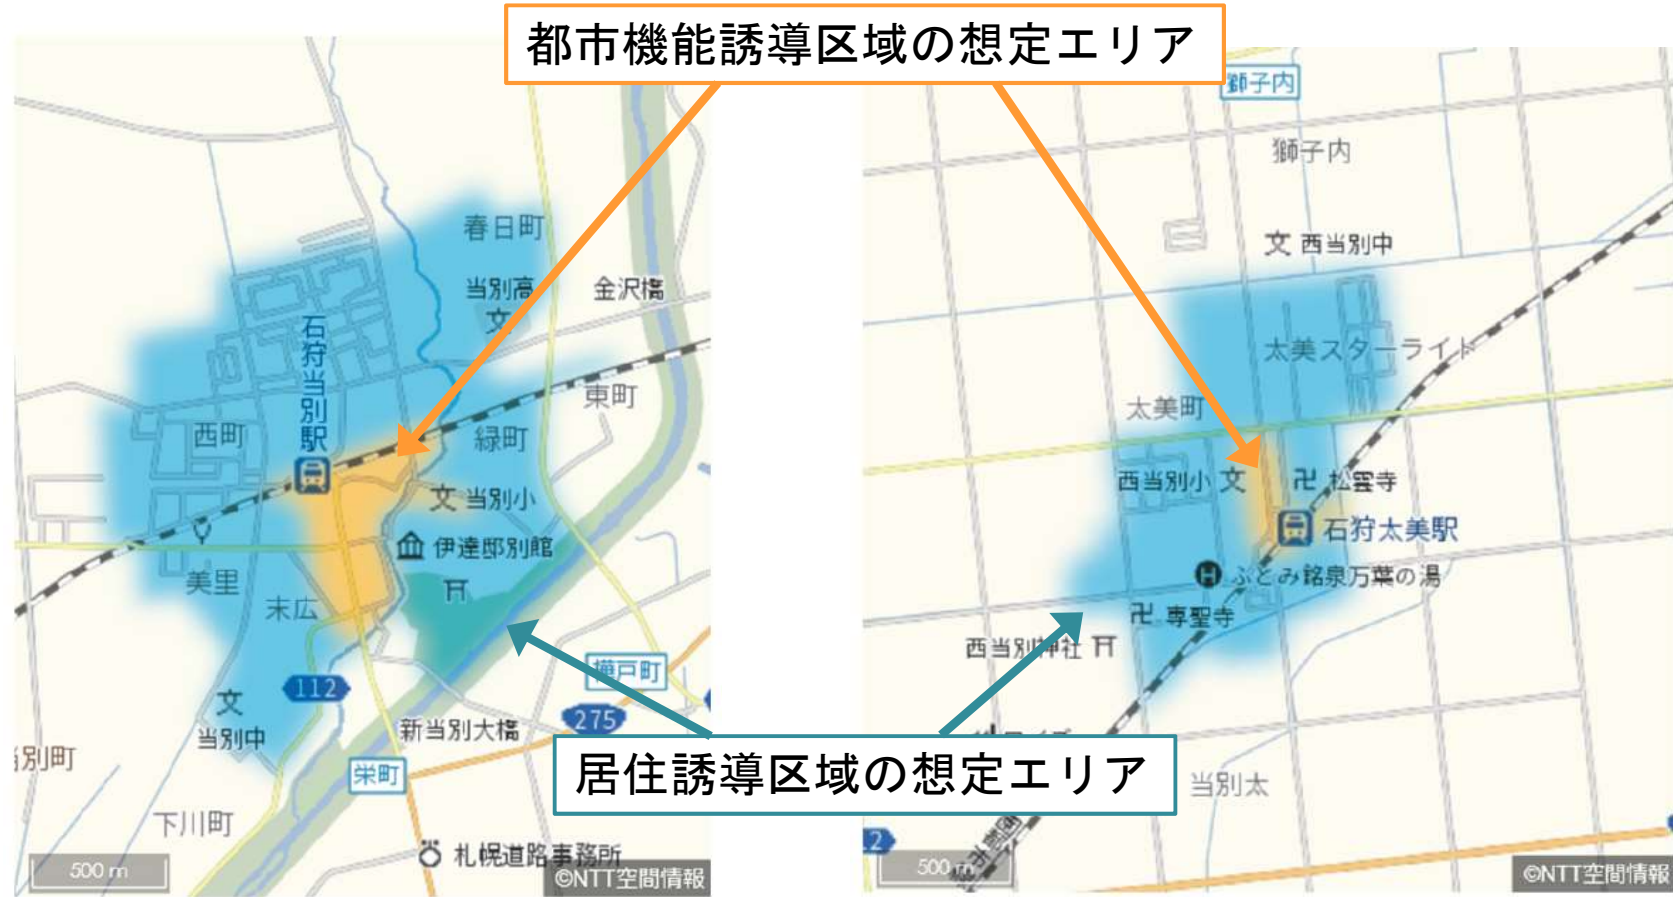 都市機能誘導区域の想定エリア
春日町
当別高
金沢橋
石狩当別駅
東町
西町
緑町
当別小
伊達邸別館
美里
末広
112
樺戸町
275
当別中
新当別大橋
栄町
下川町
札幌道路事務所
500 m
©NTT空間情報
獅子内
獅子内
西当別中
太美スターライト
太美町
西当別小
松雲寺
石狩太美駅
ふとみ銘泉万葉の湯
専聖寺
西当別神社
居住誘導区域の想定エリア
当別太
2
500 m
©NTT空間情報